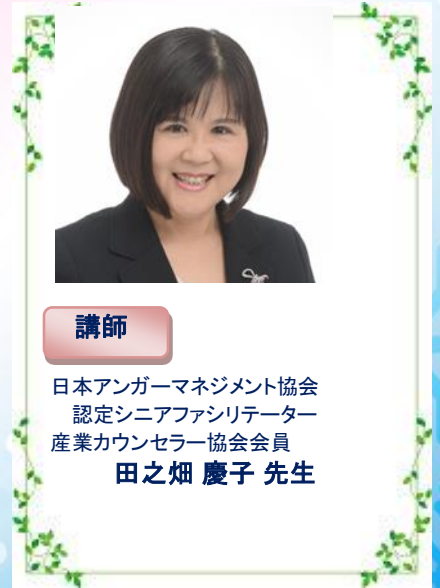 講師
日本アンガーマネジメント協会
認定シニアファシリテーター
産業カウンセラー協会会員
田之畑 慶子 先生